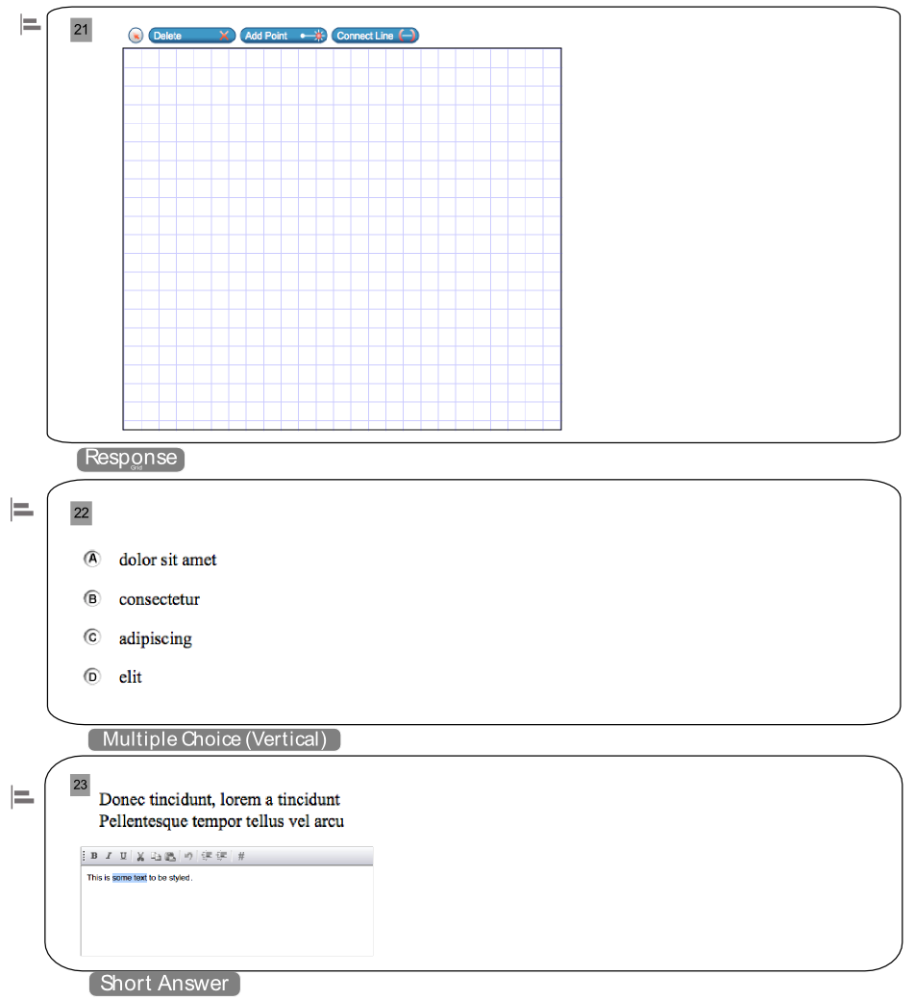 21
Delete Add Point Connect Line
Response
Grid
22
A dolor sit amet
B consectetur
C adipiscing
D elit
Multiple Choice (Vertical)
23
Donec tincidunt, lorem a tincidunt
Pellentesque tempor tellus vel arcu
B I U #
This is some text to be styled.
Short Answer